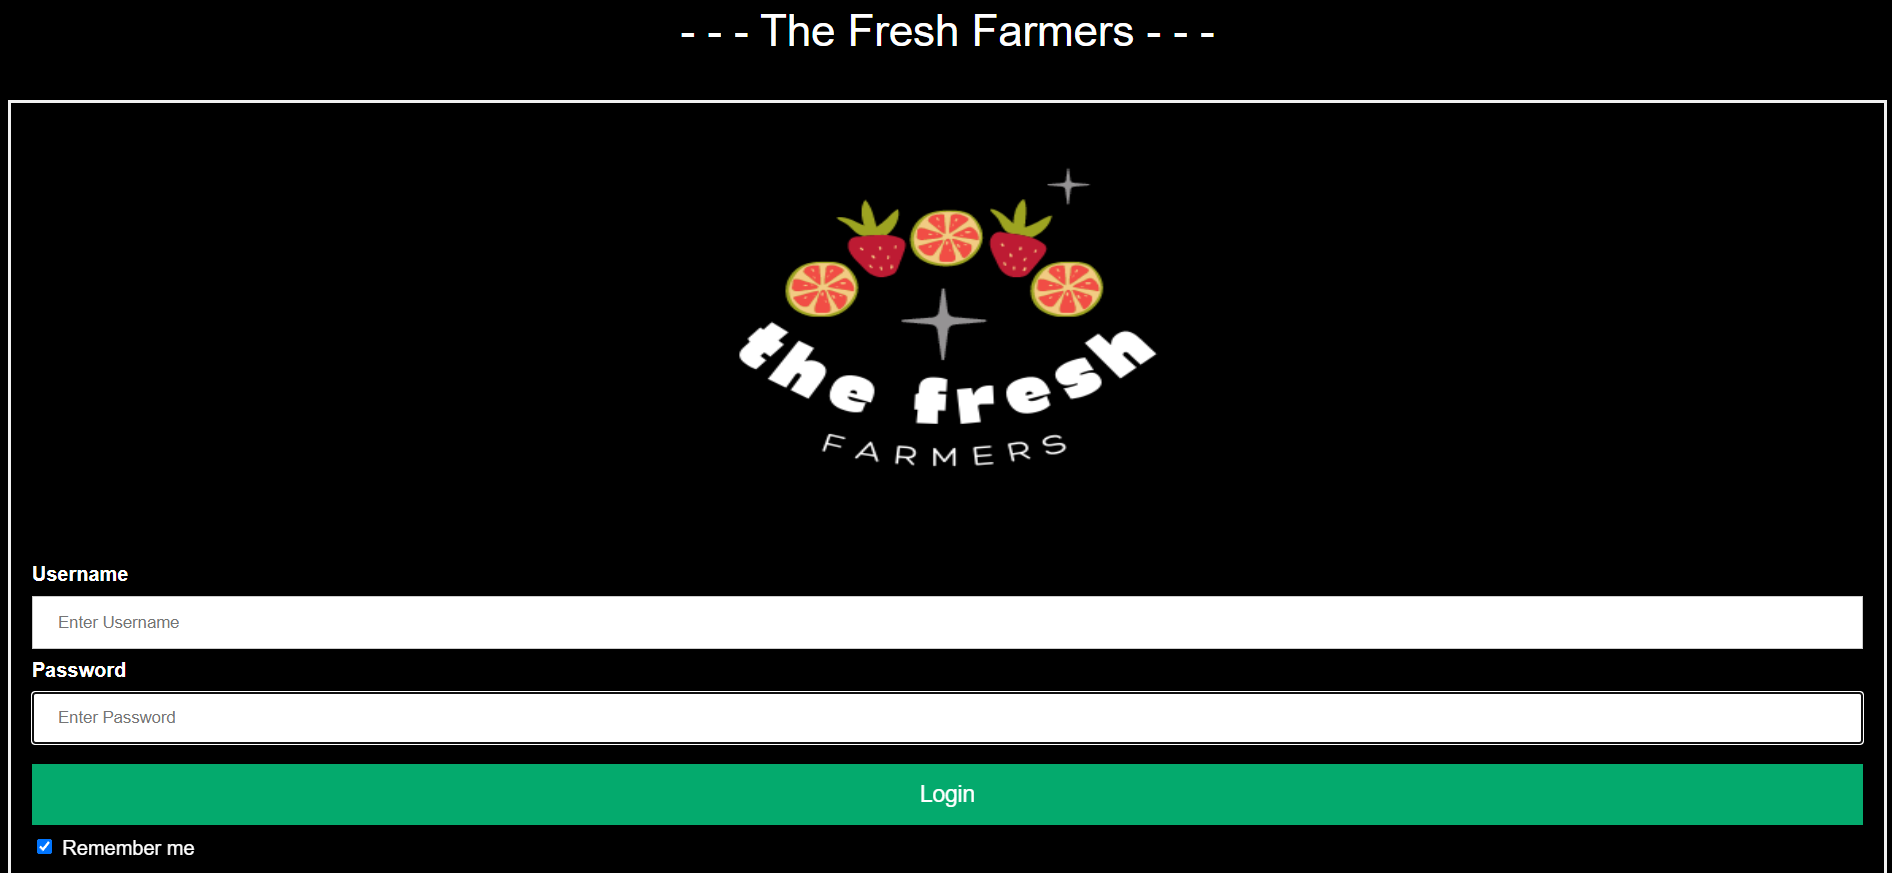 - - - The Fresh Farmers - - -
the fresh
FARMERS
Username
Enter Username
Password
Enter Password
Login
Remember me